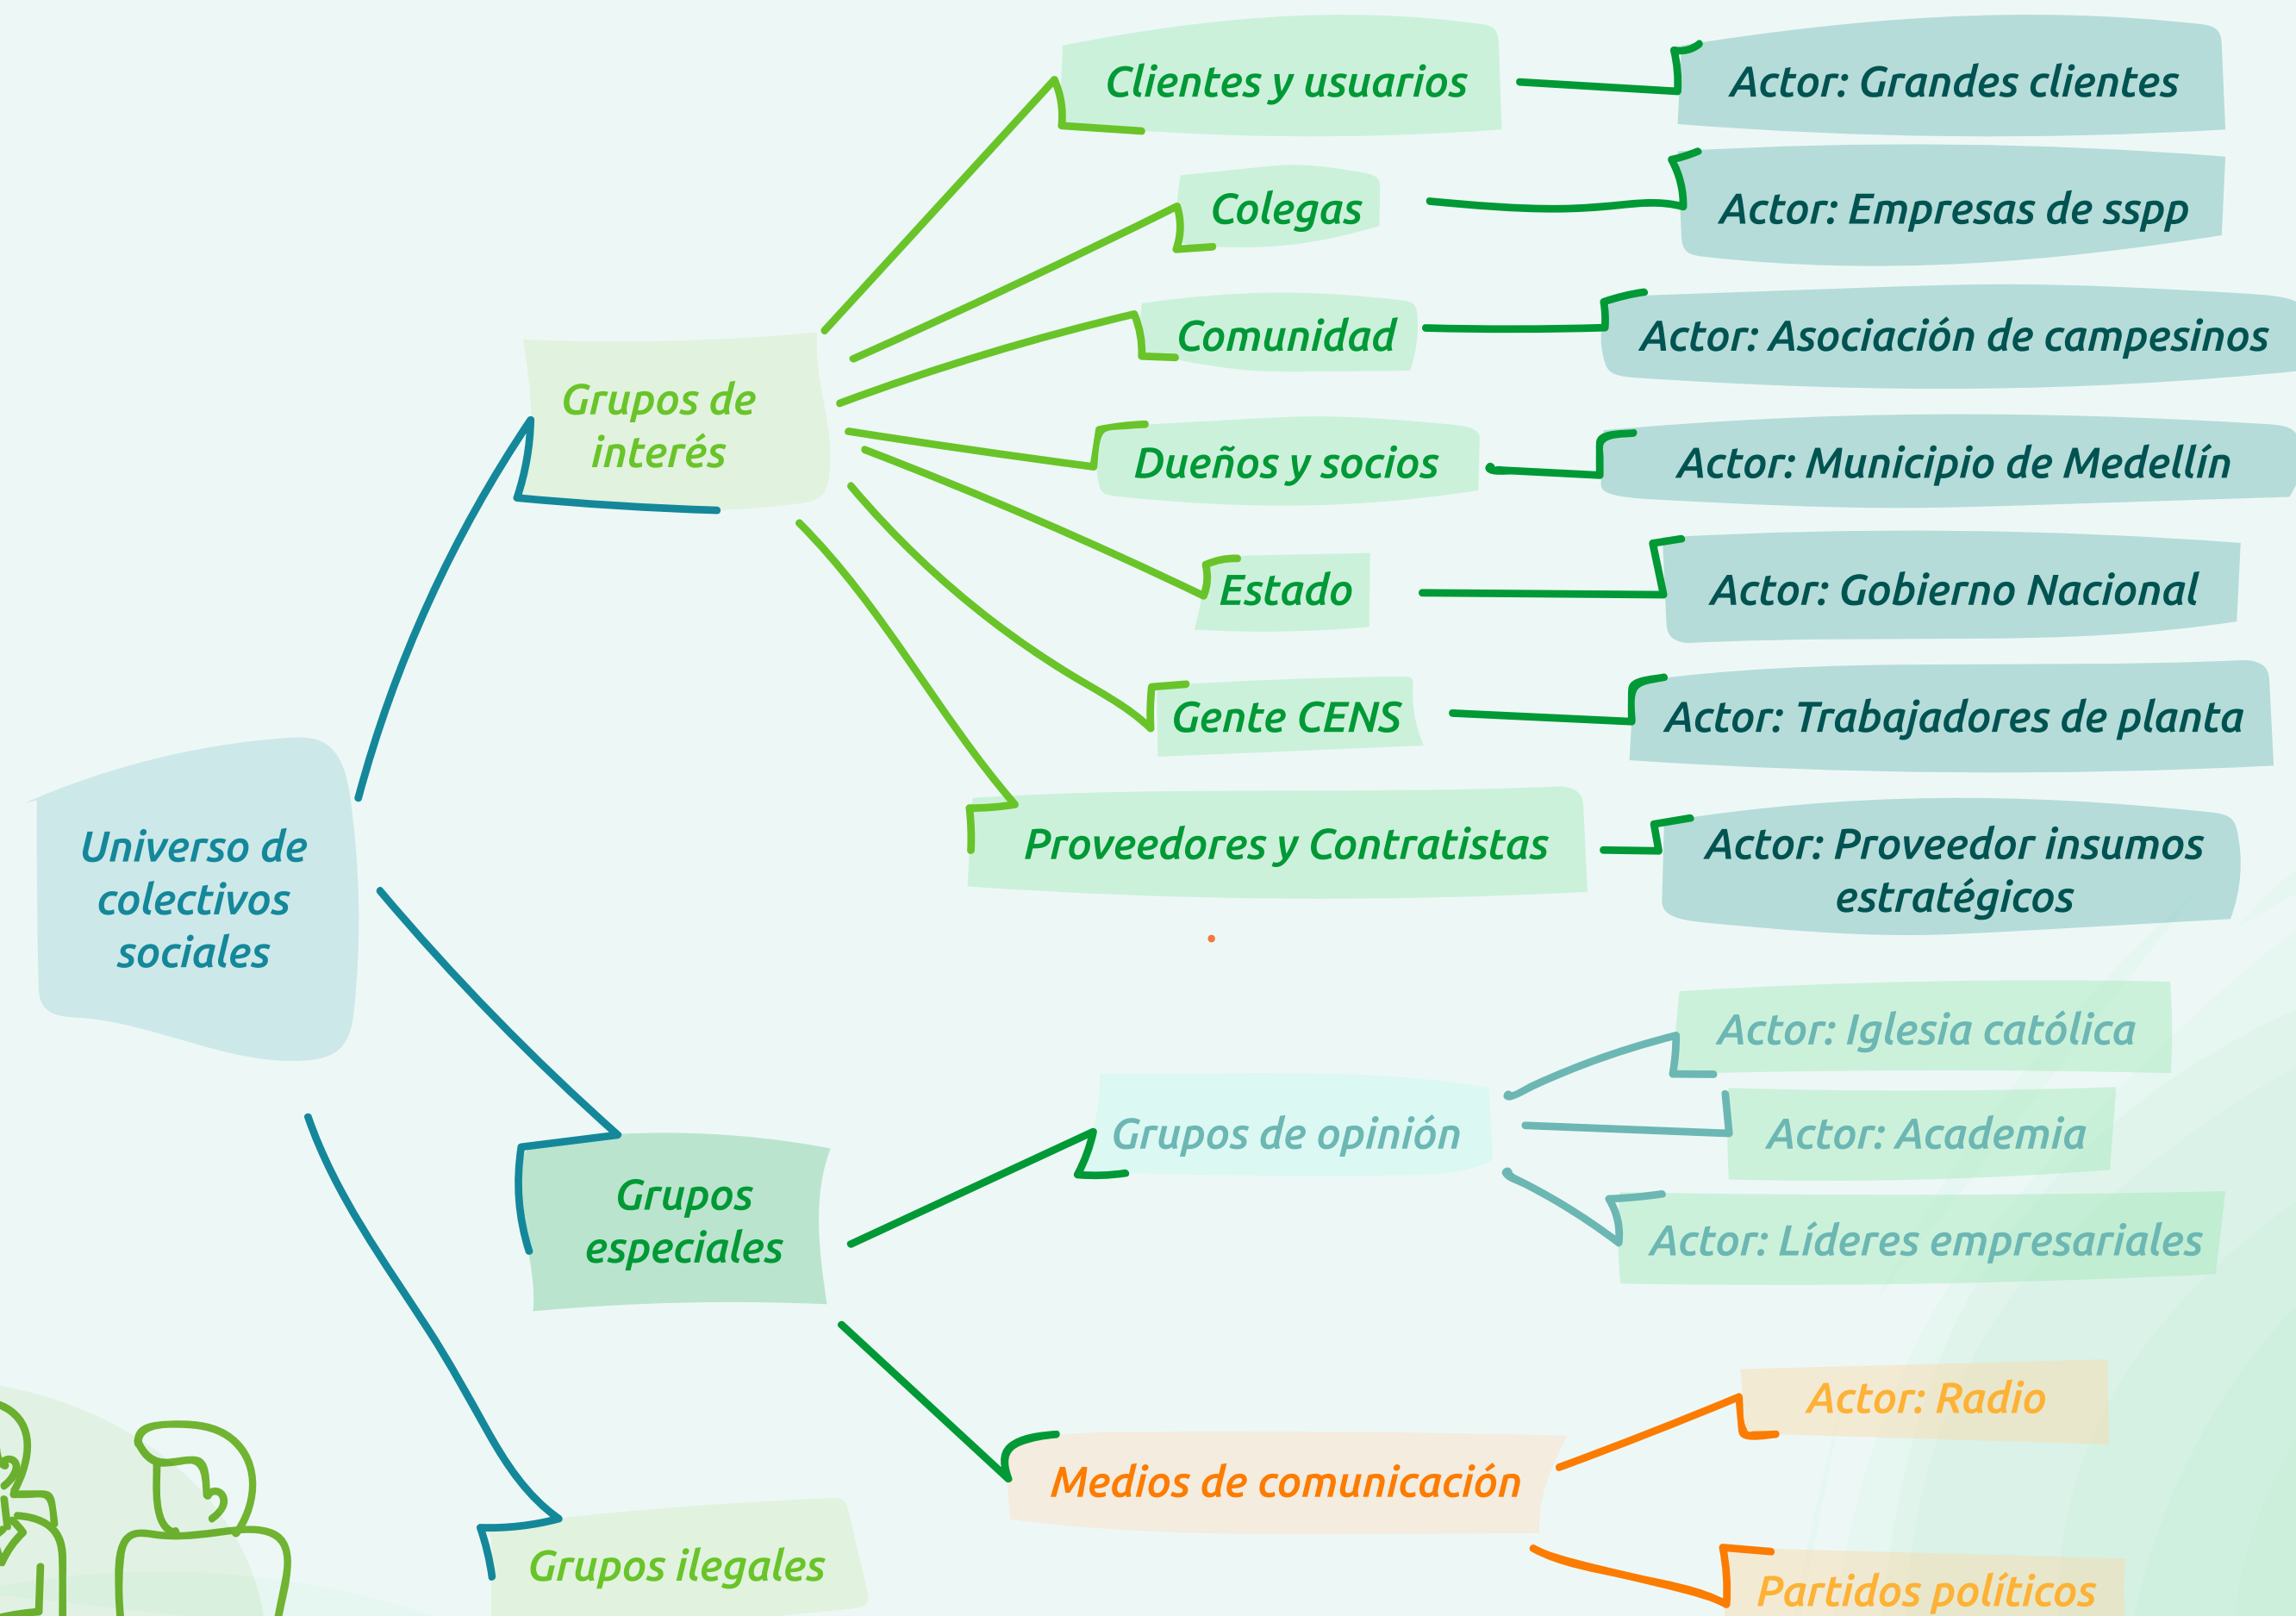 Clientes y usuarios
Actor: Grandes clientes
Colegas
Actor: Empresas de sspp
Comunidad
Actor: Asociación de campesinos
Grupos de
interés
Dueños y socios
Actor: Municipio de Medellín
Estado
Actor: Gobierno Nacional
Gente CENS
Actor: Trabajadores de planta
Proveedores y Contratistas
Actor: Proveedor insumos
estratégicos
Universo de
colectivos
sociales
Grupos
especiales
Grupos de opinión
Actor: Iglesia católica
Actor: Academia
Actor: Líderes empresariales
Medios de comunicación
Actor: Radio
Partidos políticos
Grupos ilegales